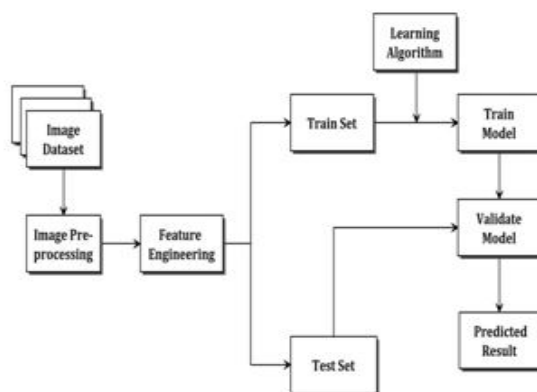 Learning
Algorithm
Image
Dataset
Train Set
Train
Model
Image Pre-
processing
Feature
Engineering
Validate
Model
Test Set
Predicted
Result